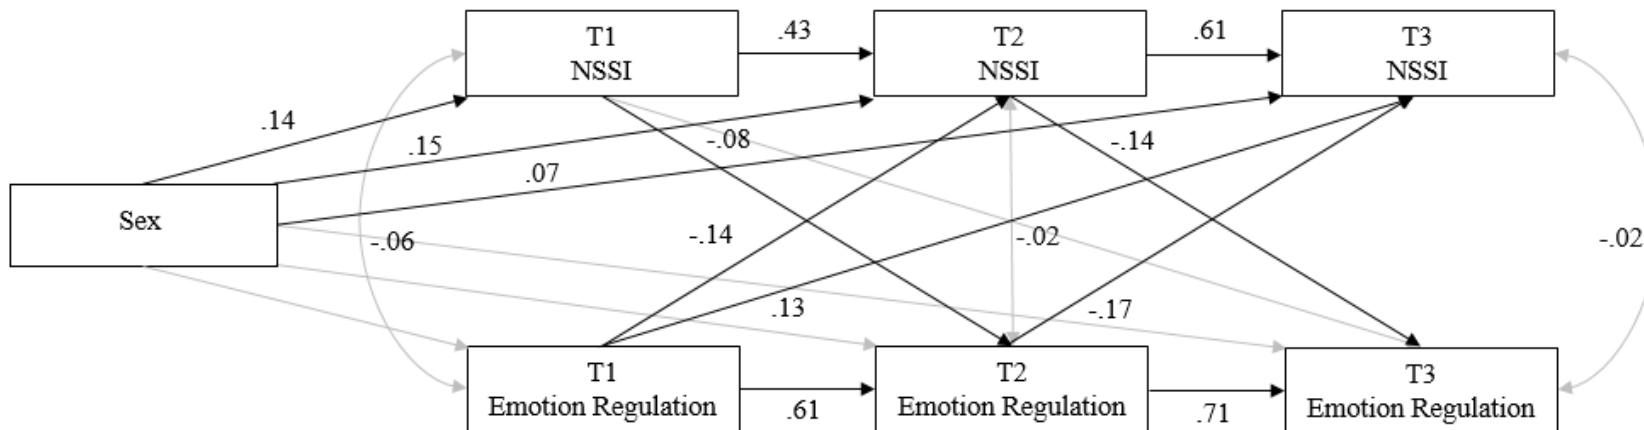 T1
NSSI
.43
T2
NSSI
.61
T3
NSSI
.14
.15
-.08
-.14
.07
Sex
-.06
-.14
-.02
-.02
.13
-.17
T1
Emotion Regulation
.61
T2
Emotion Regulation
.71
T3
Emotion Regulation